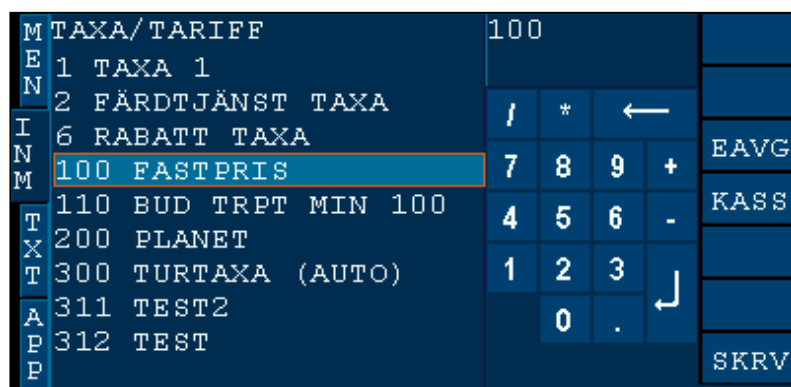 MEN
INM
TXT
APP
TAXA/TARIFF
1 TAXA 1
2 FÄRDTJÄNST TAXA
6 RABATT TAXA
100 FASTPRIS
110 BUD TRPT MIN 100
200 PLANET
300 TURTAXA (AUTO)
311 TEST2
312 TEST
100
/ * ←
7 8 9 +
4 5 6 -
1 2 3 ↵
0 .
EAVG
KASS
SKRV